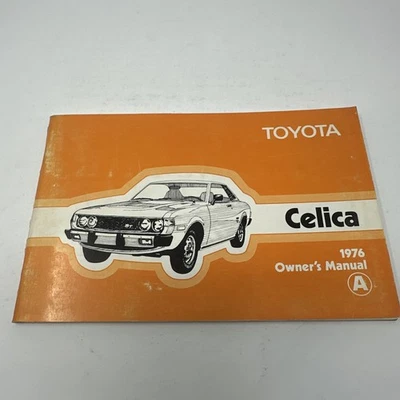 TOYOTA
Celica
1976
Owner's Manual
A